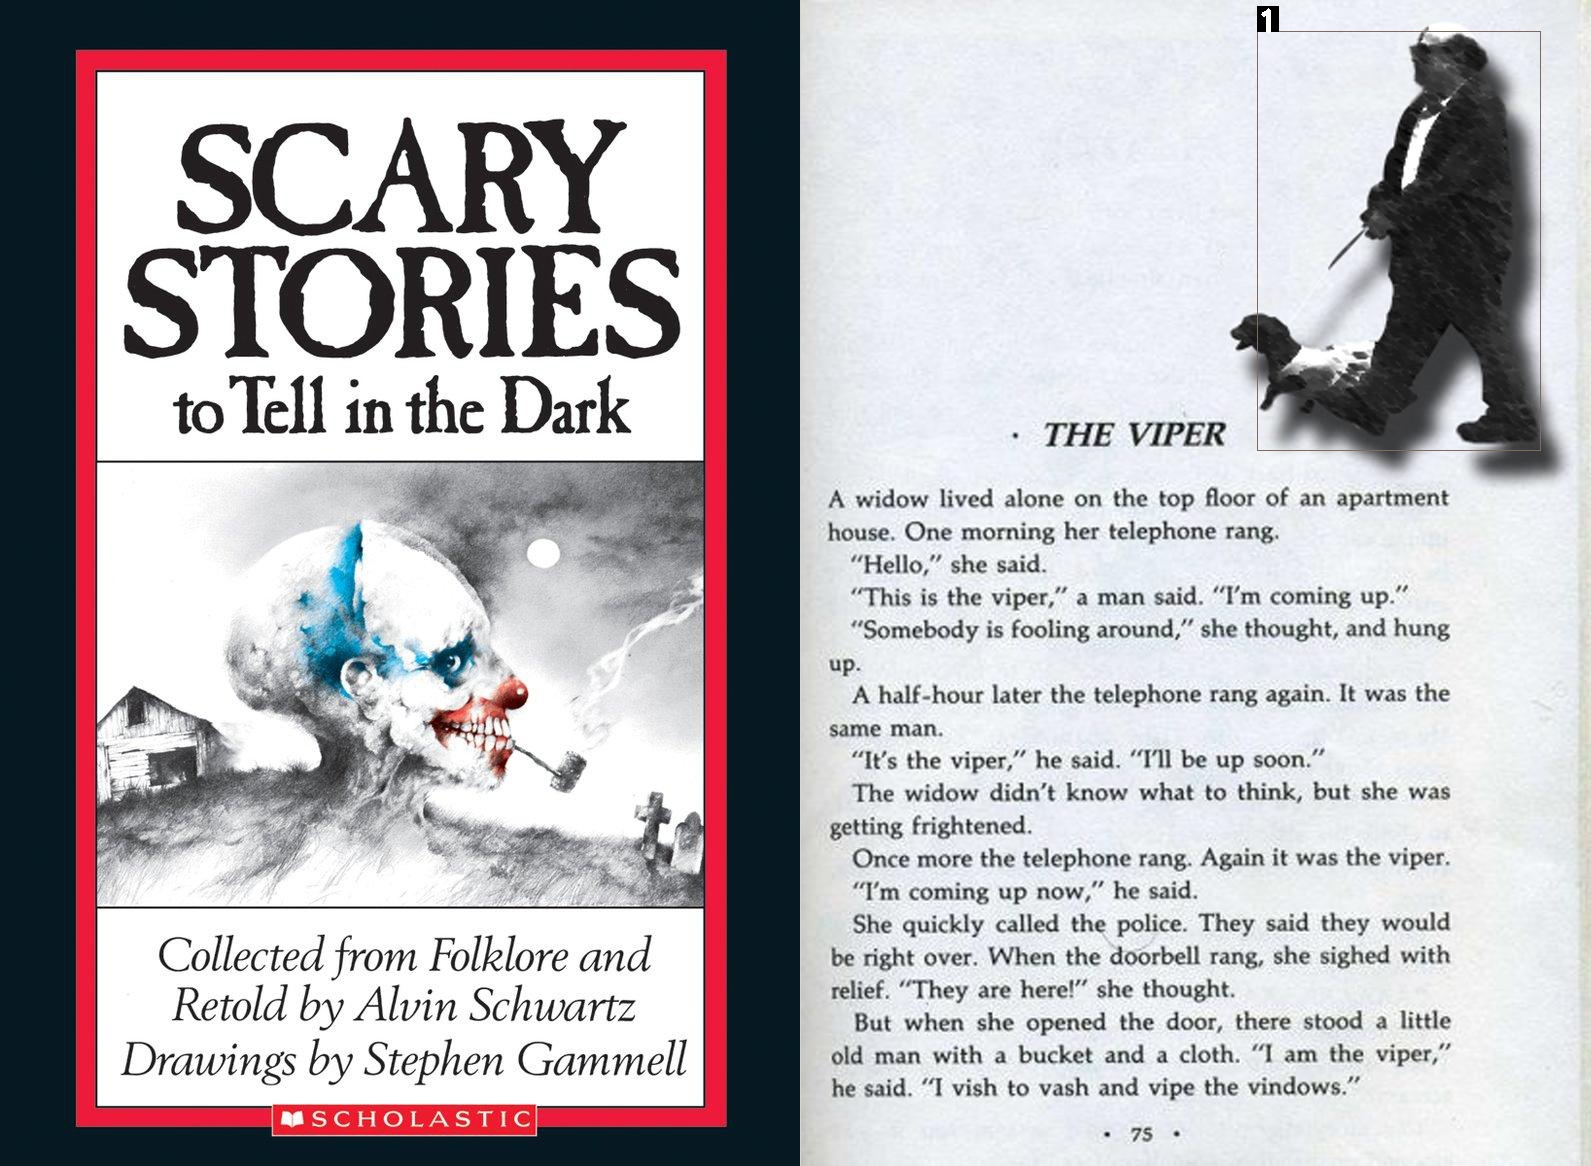 SCARY
STORIES
to Tell in the Dark
Collected from Folklore and
Retold by Alvin Schwartz
Drawings by Stephen Gammell
SCHOLASTIC
1
· THE VIPER
A widow lived alone on the top floor of an apartment
house. One morning her telephone rang.
“Hello,” she said.
“This is the viper,” a man said. “I’m coming up.”
“Somebody is fooling around,” she thought, and hung
up.
A half-hour later the telephone rang again. It was the
same man.
“It’s the viper,” he said. “I’ll be up soon.”
The widow didn’t know what to think, but she was
getting frightened.
Once more the telephone rang. Again it was the viper.
“I’m coming up now,” he said.
She quickly called the police. They said they would
be right over. When the doorbell rang, she sighed with
relief. “They are here!” she thought.
But when she opened the door, there stood a little
old man with a bucket and a cloth. “I am the viper,”
he said. “I vish to vash and vipe the vindows.”
· 75 ·